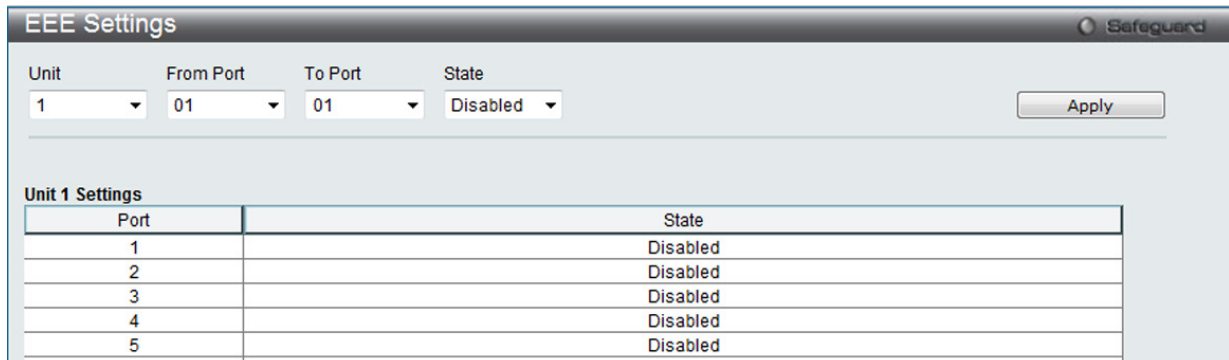 EEE Settings
Safeguard
Unit From Port To Port State
1 01 01 Disabled
Apply
Unit 1 Settings
Port State
1 Disabled
2 Disabled
3 Disabled
4 Disabled
5 Disabled